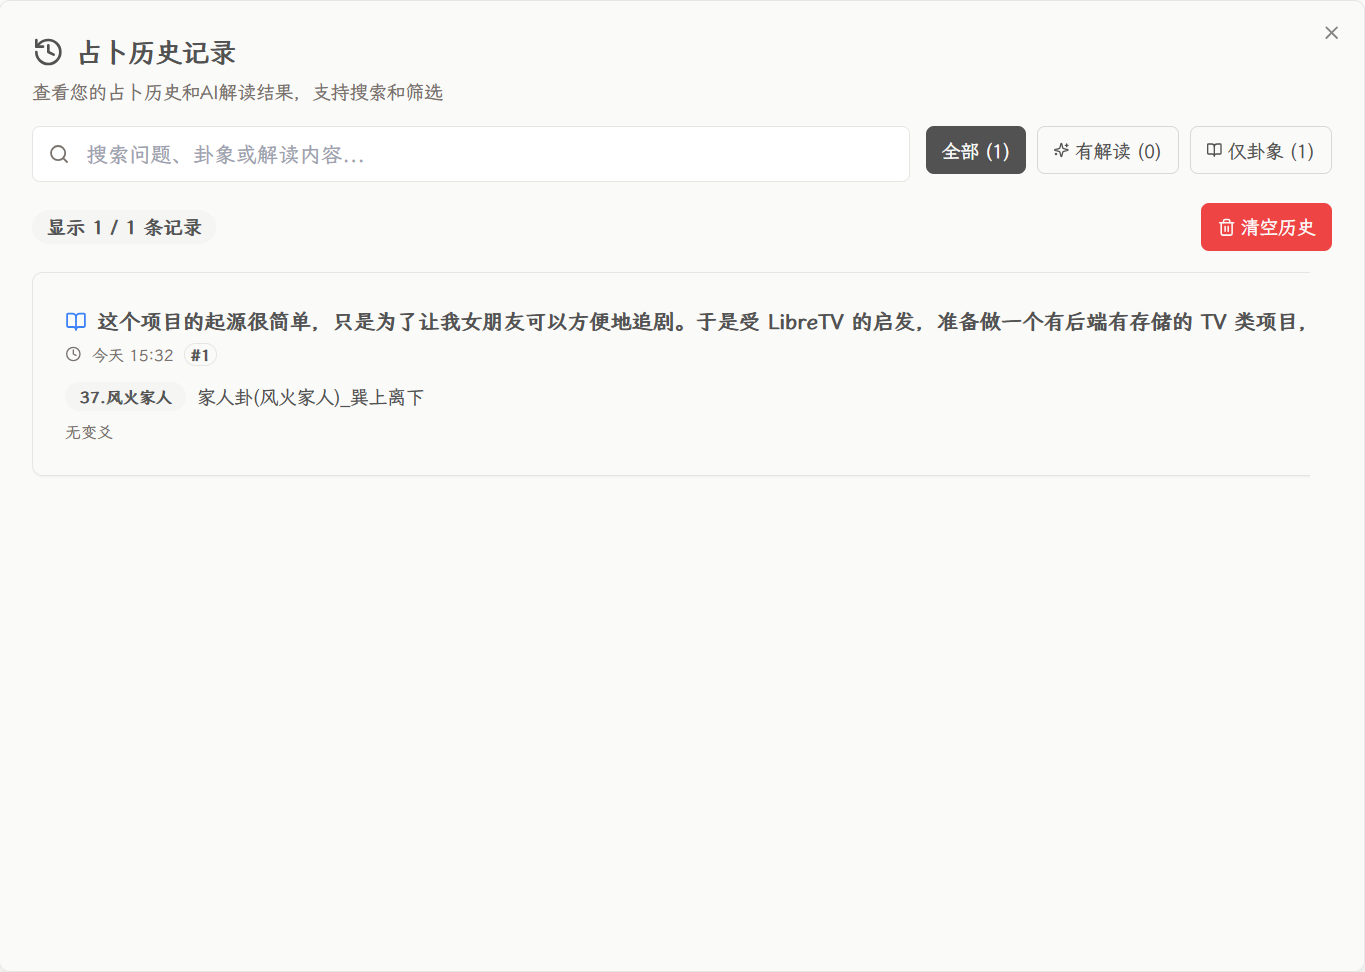 占卜历史记录
查看您的占卜历史和AI解读结果，支持搜索和筛选
搜索问题、卦象或解读内容...
全部 (1)
有解读 (0)
仅卦象 (1)
显示 1 / 1 条记录
清空历史
这个项目的起源很简单，只是为了让我女朋友可以方便地追剧。于是受 LibreTV 的启发，准备做一个有后端有存储的 TV 类项目，
今天 15:32 #1
37.风火家人 家人卦(风火家人)_巽上离下
无变爻